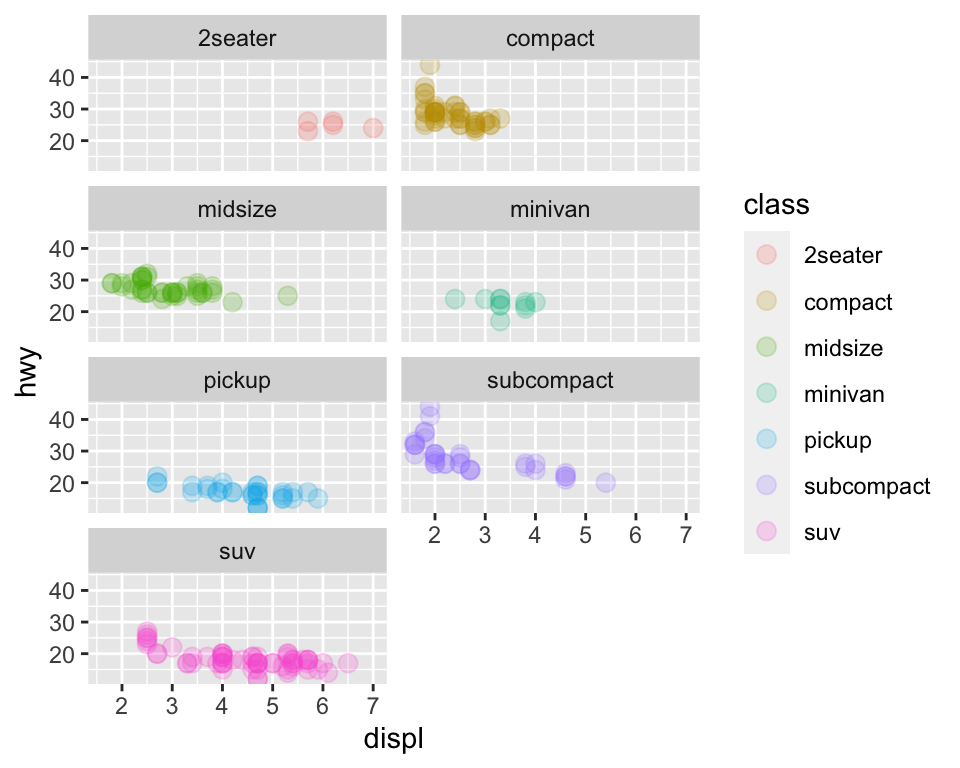 2seater
compact
40
30
20
midsize
minivan
40
30
20
pickup
subcompact
40
30
20
2 3 4 5 6 7
suv
40
30
20
2 3 4 5 6 7
displ
hwy
class
2seater
compact
midsize
minivan
pickup
subcompact
suv